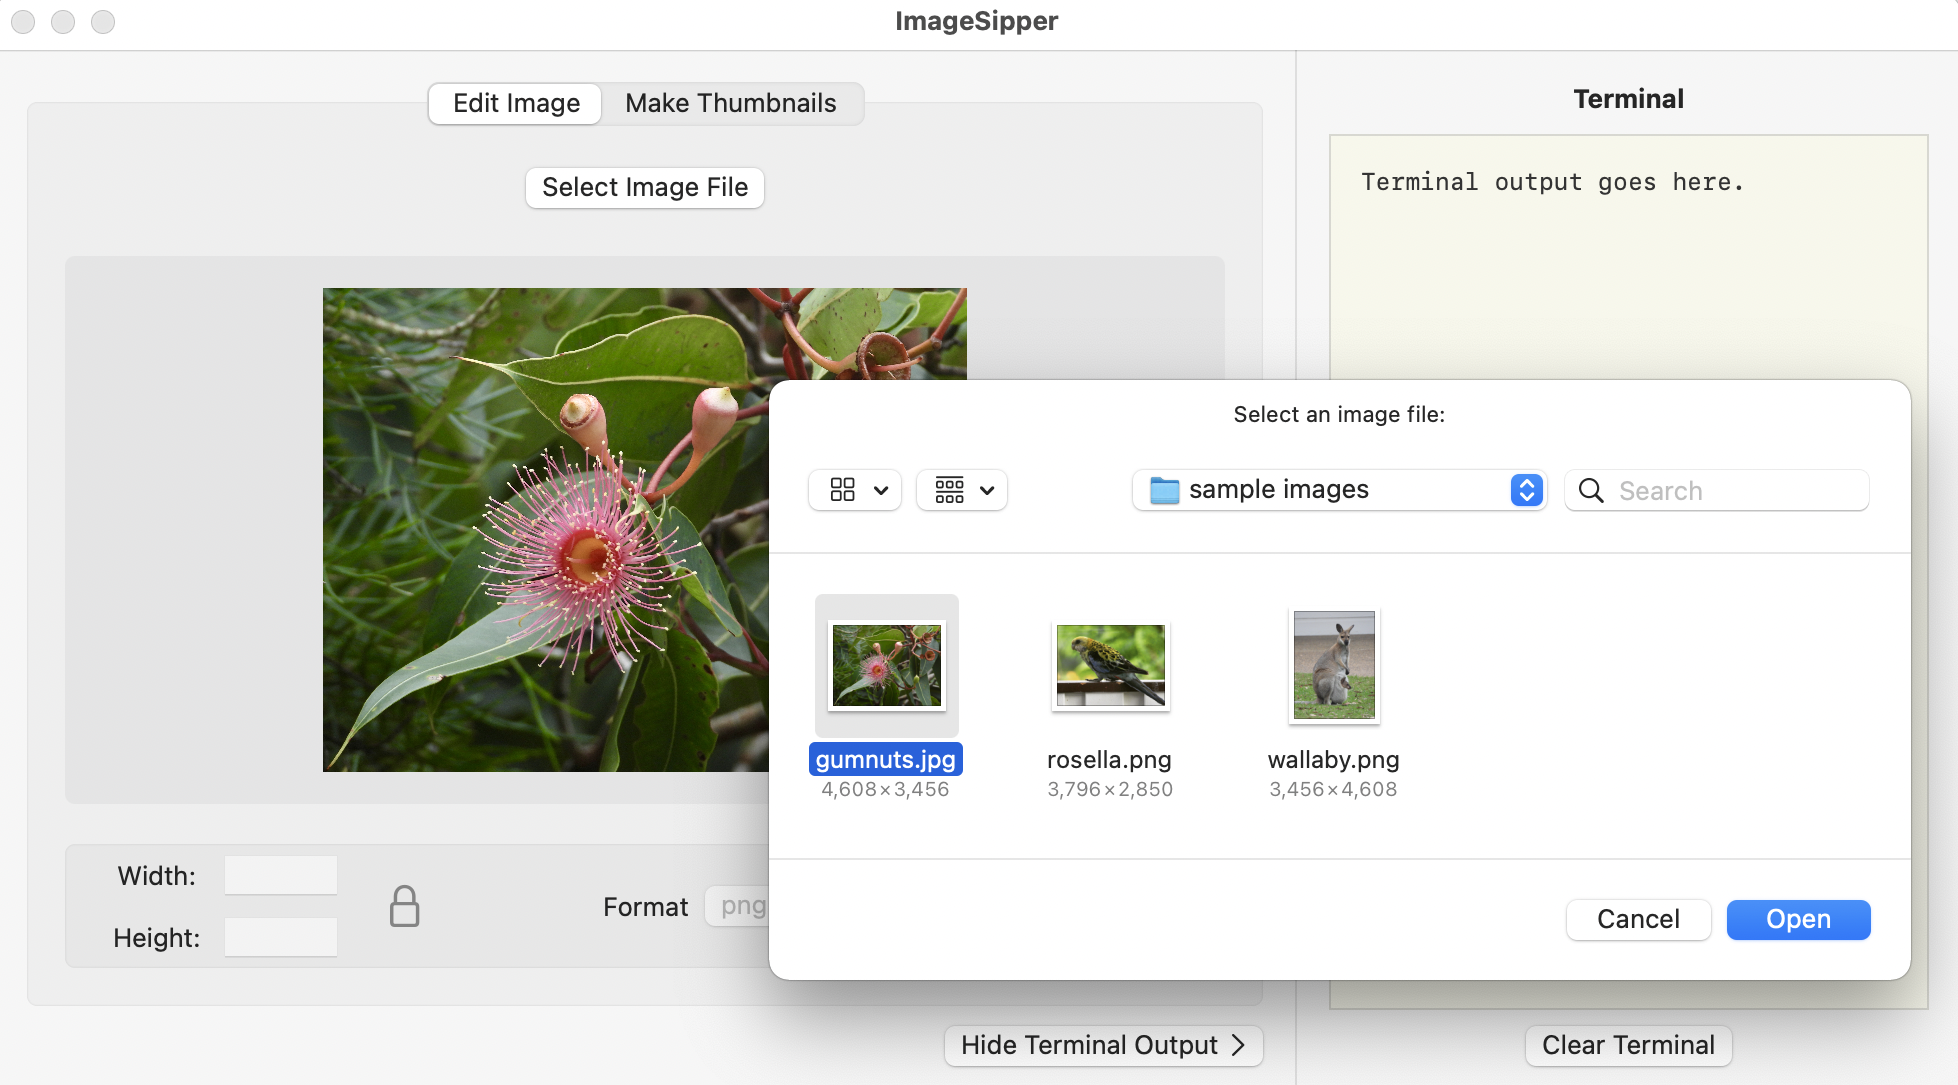 ImageSipper
Edit Image
Make Thumbnails
Select Image File
Terminal
Terminal output goes here.
Select an image file:
sample images
Search
gumnuts.jpg
4,608×3,456
rosella.png
3,796×2,850
wallaby.png
3,456×4,608
Width:
Height:
Format
png
Cancel
Open
Hide Terminal Output
Clear Terminal